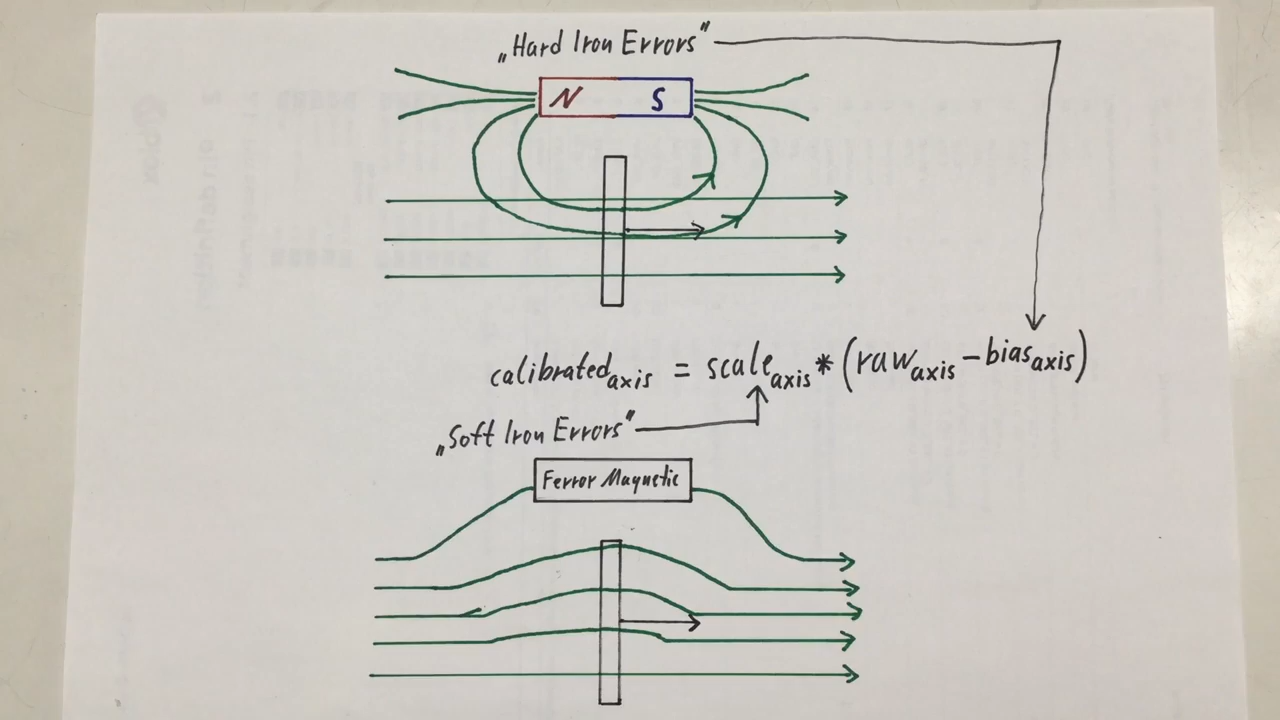 „Hard Iron Errors"
N S
calibrated_axis = scale_axis * (raw_axis - bias_axis)
„Soft Iron Errors"
Ferror Magnetic